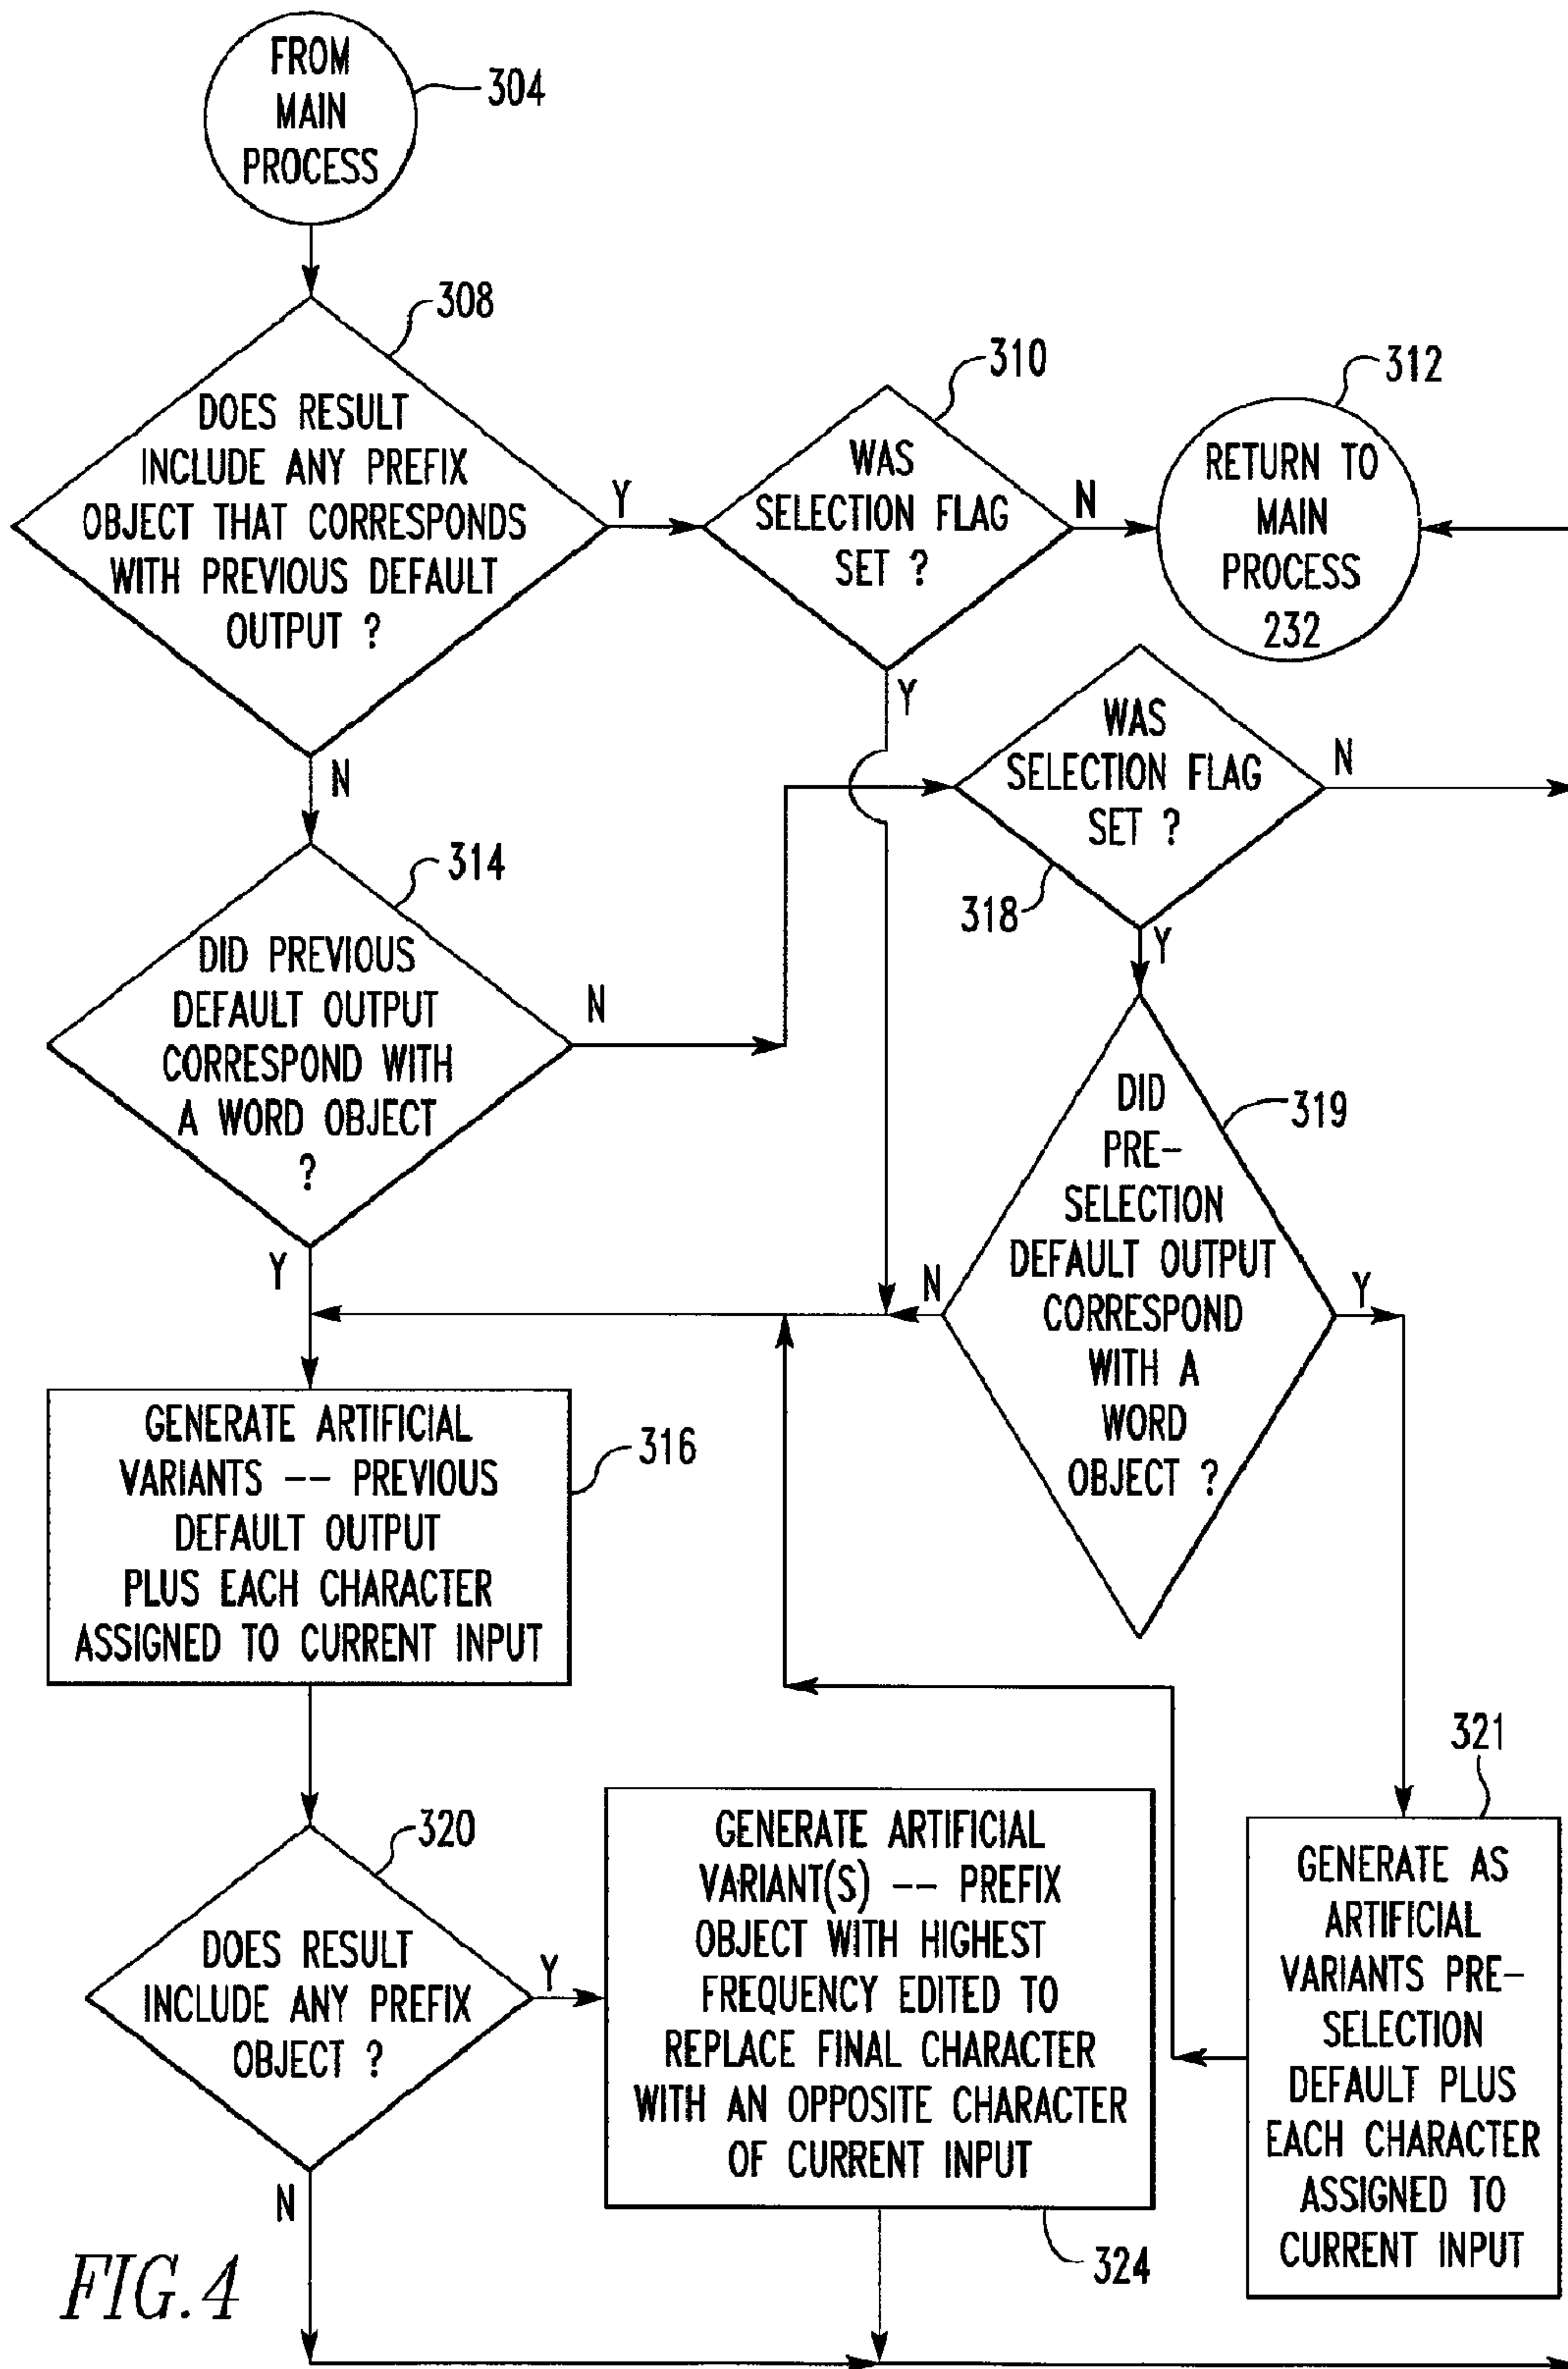 FROM
MAIN
PROCESS
304
308
DOES RESULT
INCLUDE ANY PREFIX
OBJECT THAT CORRESPONDS
WITH PREVIOUS DEFAULT
OUTPUT ?
Y
N
310
WAS
SELECTION FLAG
SET ?
N
Y
312
RETURN TO
MAIN
PROCESS
232
314
DID PREVIOUS
DEFAULT OUTPUT
CORRESPOND WITH
A WORD OBJECT
?
N
Y
WAS
SELECTION FLAG
SET ?
N
318
Y
DID
PRE-
SELECTION
DEFAULT OUTPUT
CORRESPOND
WITH A
WORD
OBJECT ?
319
N
Y
GENERATE ARTIFICIAL
VARIANTS -- PREVIOUS
DEFAULT OUTPUT
PLUS EACH CHARACTER
ASSIGNED TO CURRENT INPUT
316
320
DOES RESULT
INCLUDE ANY PREFIX
OBJECT ?
Y
N
GENERATE ARTIFICIAL
VARIANT(S) -- PREFIX
OBJECT WITH HIGHEST
FREQUENCY EDITED TO
REPLACE FINAL CHARACTER
WITH AN OPPOSITE CHARACTER
OF CURRENT INPUT
324
321
GENERATE AS
ARTIFICIAL
VARIANTS PRE-
SELECTION
DEFAULT PLUS
EACH CHARACTER
ASSIGNED TO
CURRENT INPUT
FIG.4